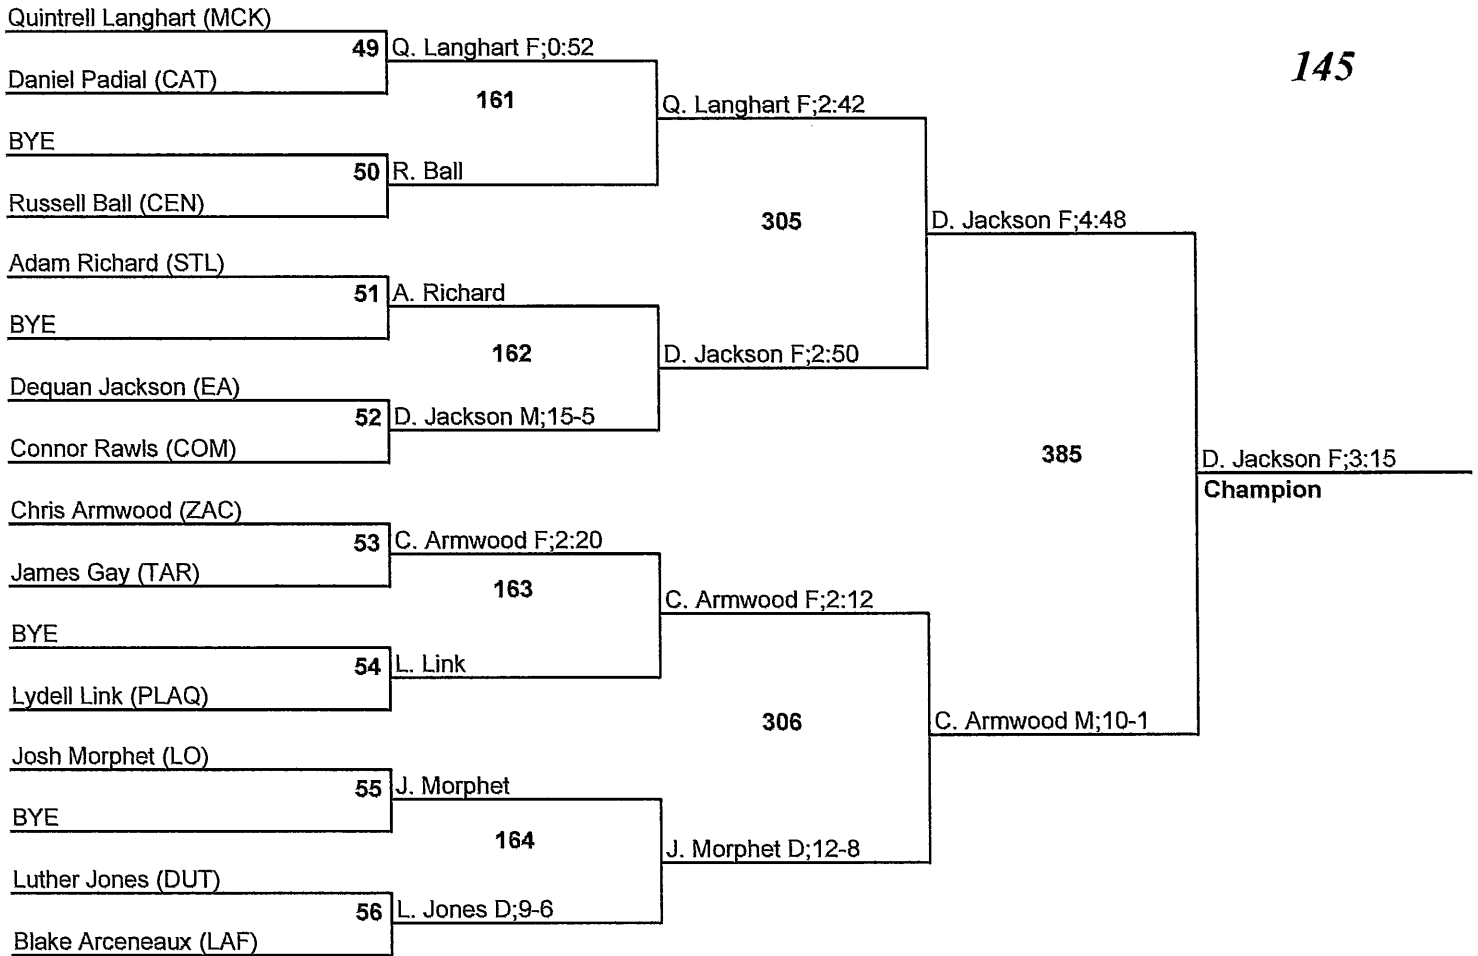 Quintrell Langhart (MCK)
49 Q. Langhart F;0:52
145
Daniel Padial (CAT)
161
Q. Langhart F;2:42
BYE
50 R. Ball
Russell Ball (CEN)
305
D. Jackson F;4:48
Adam Richard (STL)
51 A. Richard
BYE
162
D. Jackson F;2:50
Dequan Jackson (EA)
52 D. Jackson M;15-5
Connor Rawls (COM)
385
D. Jackson F;3:15
Champion
Chris Armwood (ZAC)
53 C. Armwood F;2:20
James Gay (TAR)
163
C. Armwood F;2:12
BYE
54 L. Link
Lydell Link (PLAQ)
306
C. Armwood M;10-1
Josh Morphet (LO)
55 J. Morphet
BYE
164
J. Morphet D;12-8
Luther Jones (DUT)
56 L. Jones D;9-6
Blake Arceneaux (LAF)